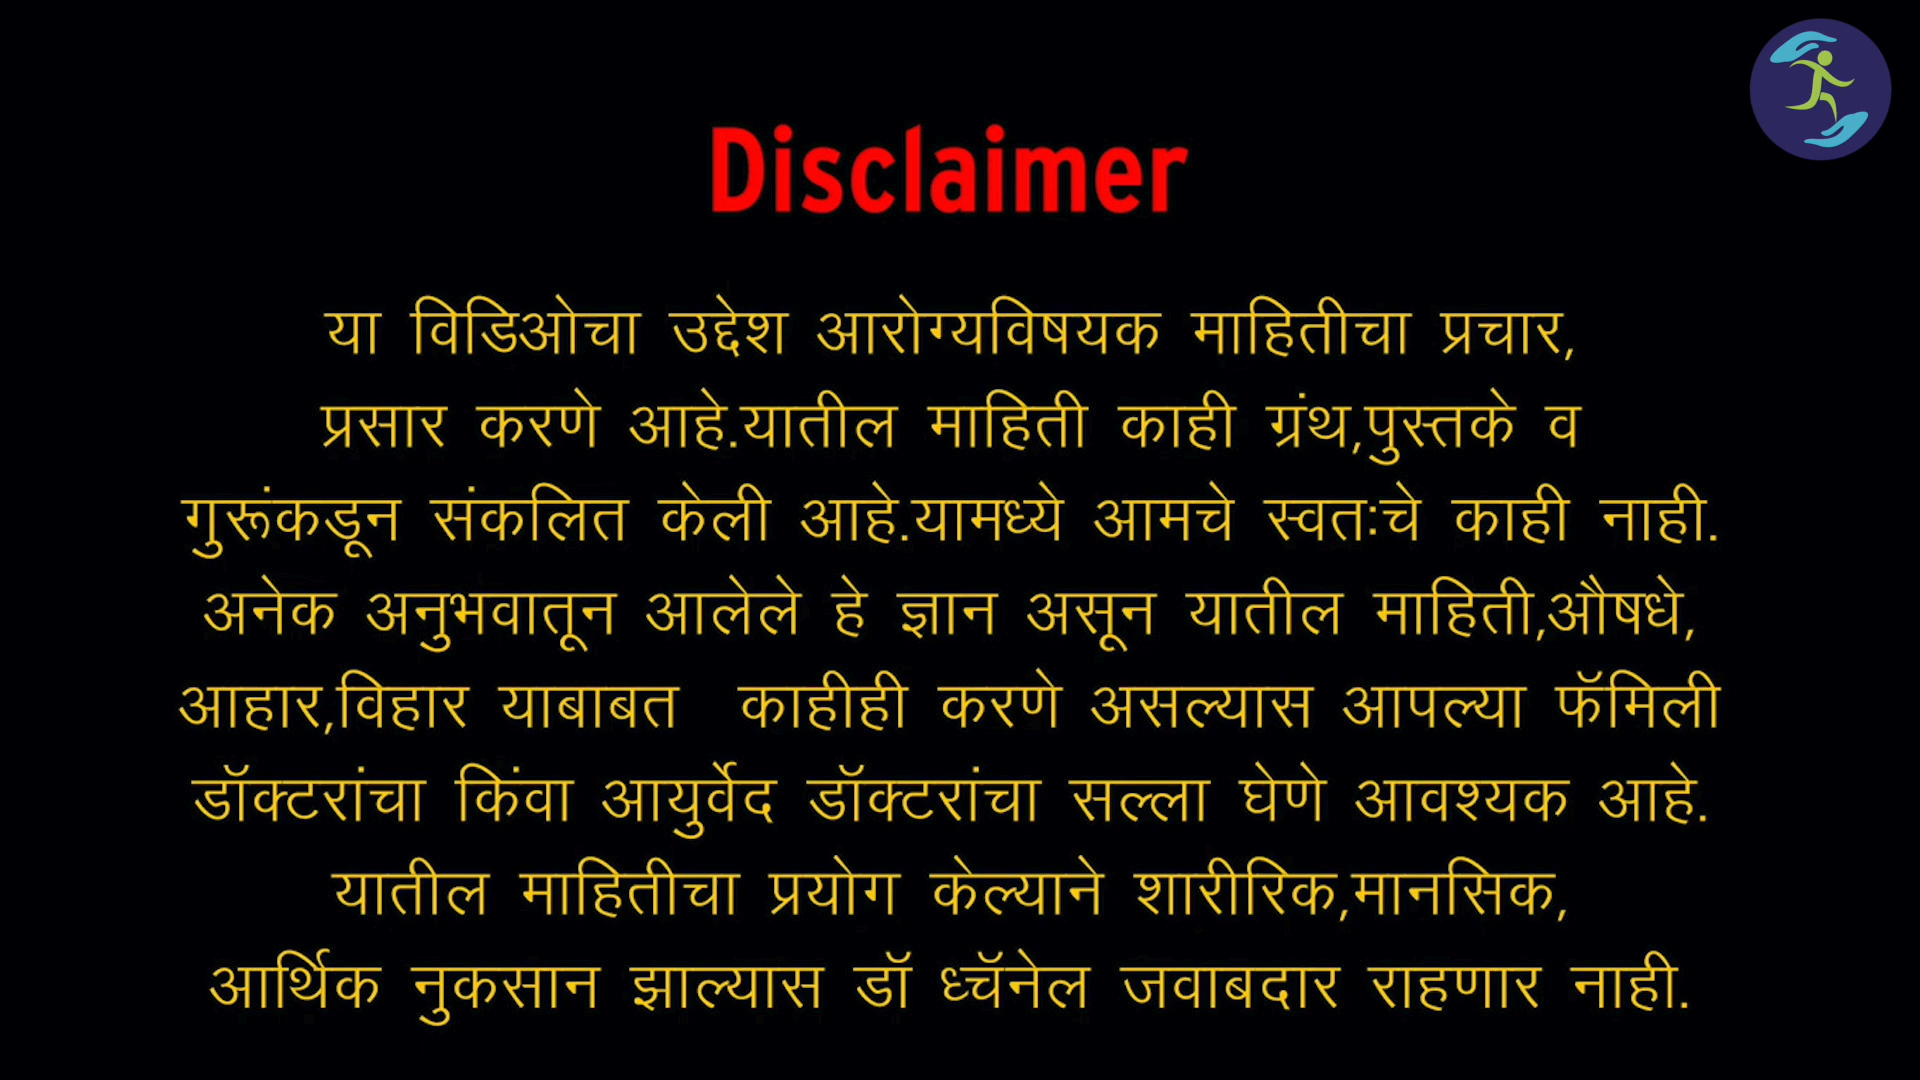 Disclaimer
या विडिओचा उद्देश आरोग्यविषयक माहितीचा प्रचार,
प्रसार करणे आहे.यातील माहिती काही ग्रंथ,पुस्तके व
गुरूंकडून संकलित केली आहे.यामध्ये आमचे स्वतःचे काही नाही.
अनेक अनुभवातून आलेले हे ज्ञान असून यातील माहिती,औषधे,
आहार,विहार याबाबत काहीही करणे असल्यास आपल्या फॅमिली
डॉक्टरांचा किंवा आयुर्वेद डॉक्टरांचा सल्ला घेणे आवश्यक आहे.
यातील माहितीचा प्रयोग केल्याने शारीरिक,मानसिक,
आर्थिक नुकसान झाल्यास डॉ ध्चॅनेल जवाबदार राहणार नाही.